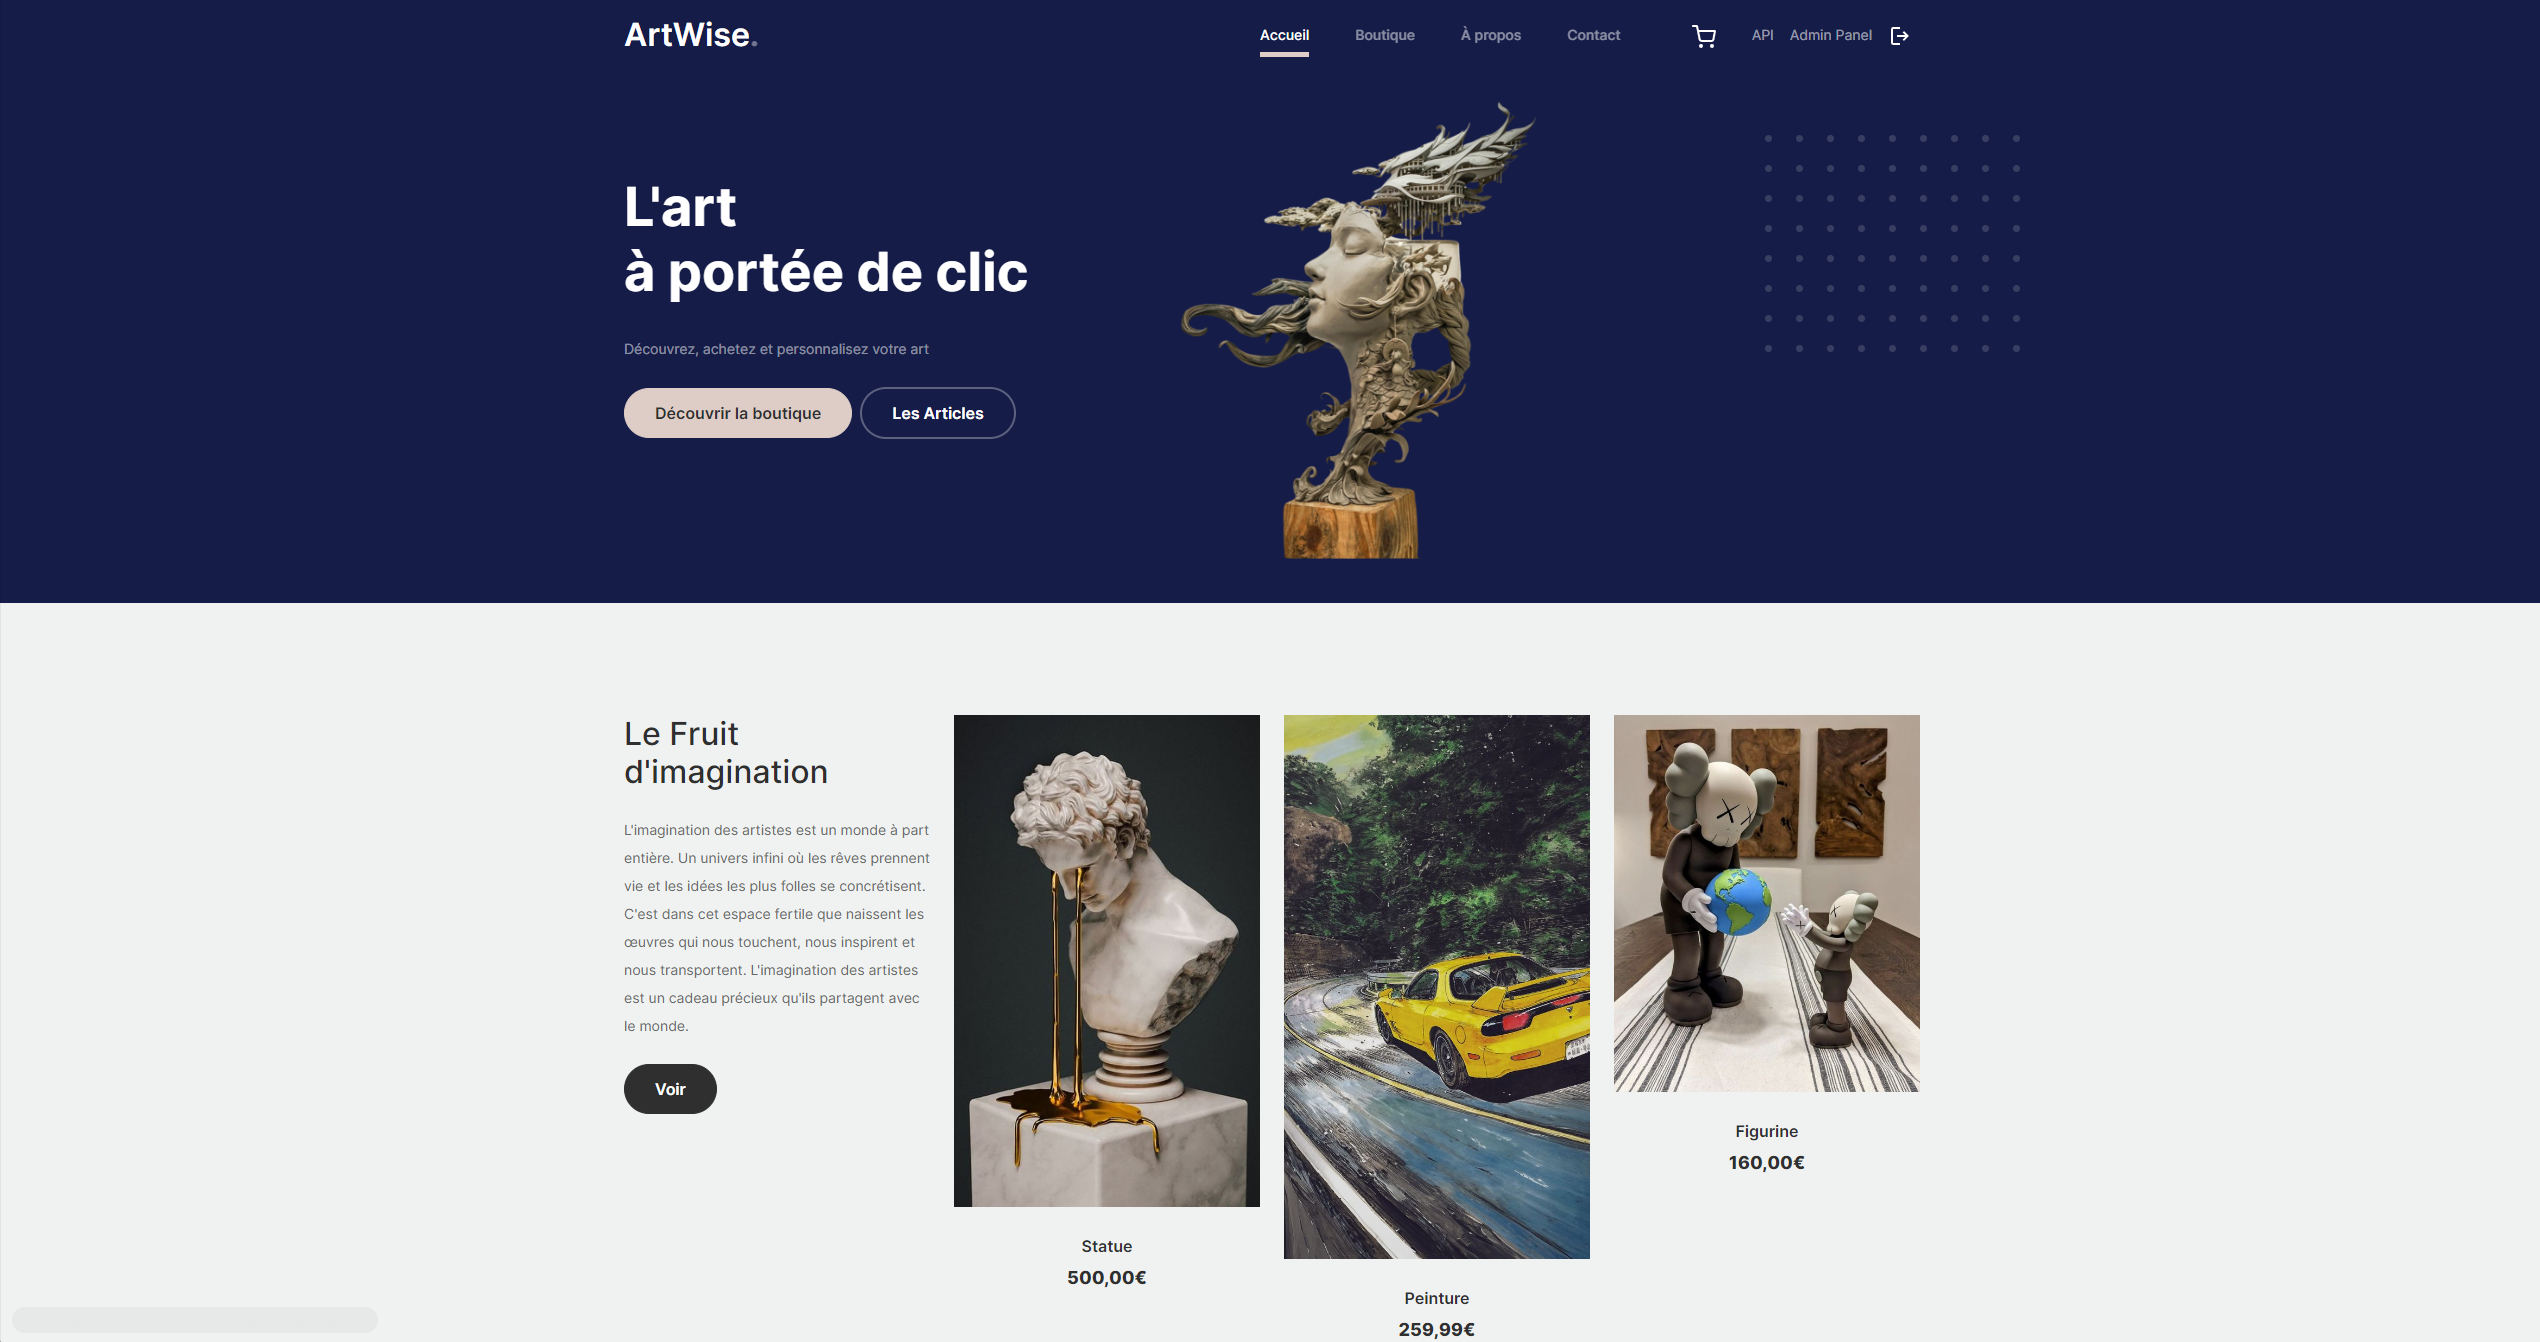 ArtWise.
Accueil
Boutique
À propos
Contact
API
Admin Panel
L'art
à portée de clic
Découvrez, achetez et personnalisez votre art
Découvrir la boutique
Les Articles
Le Fruit
d'imagination
L'imagination des artistes est un monde à part
entière. Un univers infini où les rêves prennent
vie et les idées les plus folles se concrétisent.
C'est dans cet espace fertile que naissent les
œuvres qui nous touchent, nous inspirent et
nous transportent. L'imagination des artistes
est un cadeau précieux qu'ils partagent avec
le monde.
Voir
Statue
500,00€
Peinture
259,99€
Figurine
160,00€